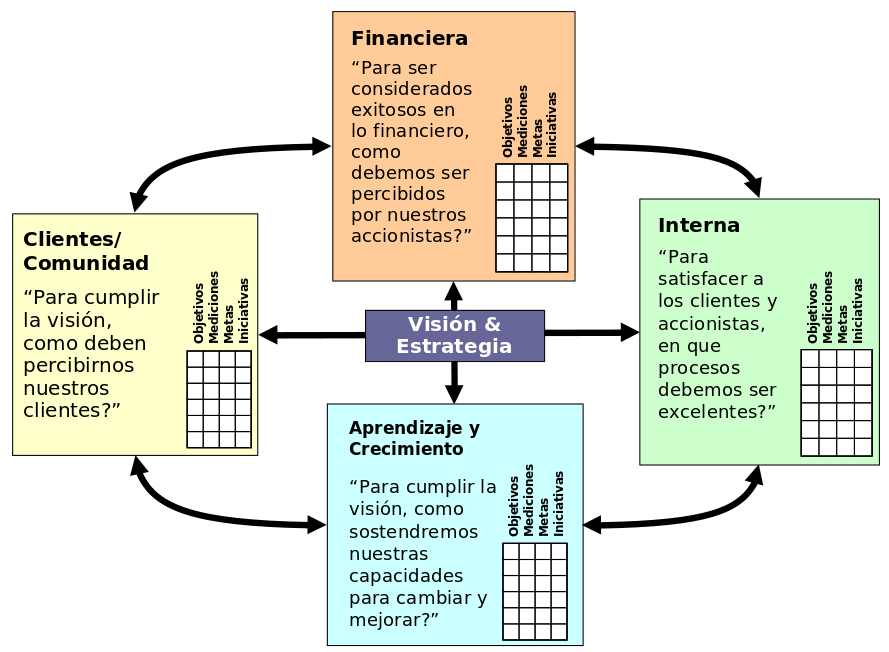 Financiera
“Para ser
considerados
exitosos en
lo financiero,
como
debemos ser
percibidos
por nuestros
accionistas?”
Objetivos
Mediciones
Metas
Iniciativas
Clientes/
Comunidad
“Para cumplir
la visión,
como deben
percibirnos
nuestros
clientes?”
Objetivos
Mediciones
Metas
Iniciativas
Visión &
Estrategia
Interna
“Para
satisfacer a
los clientes y
accionistas,
en que
procesos
debemos ser
excelentes?”
Objetivos
Mediciones
Metas
Iniciativas
Aprendizaje y
Crecimiento
“Para cumplir la
visión, como
sostendremos
nuestras
capacidades
para cambiar y
mejorar?”
Objetivos
Mediciones
Metas
Iniciativas